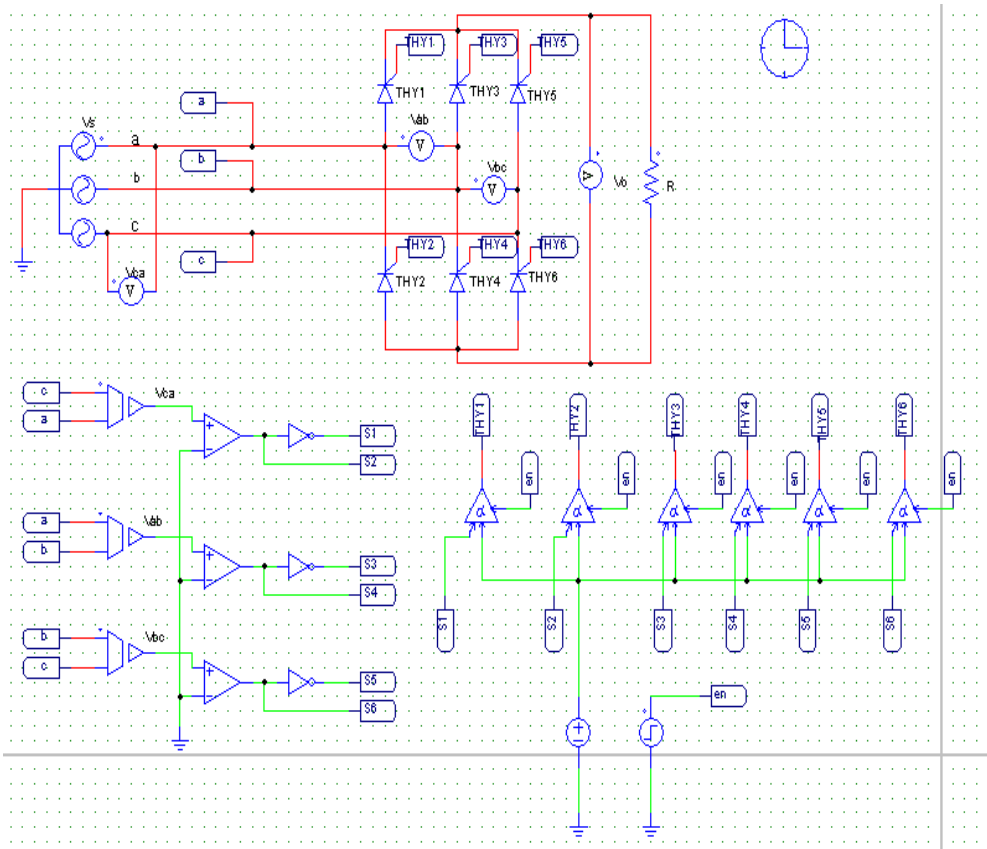 THY1 THY3 THY5
THY1 THY3 THY5
a
Vs
a
Vab
V
b
b
Vbc
V
V
Vo
R
C
c
THY2 THY4 THY6
THY2 THY4 THY6
Vca
V
c
a
Vca
S1
S2
a
b
Vab
S3
S4
b
c
Vbc
S5
S6
THY1 THY2 THY3 THY4 THY5 THY6
en en en en en en
α α α α α α
S1 S2 S3 S4 S5 S6
en